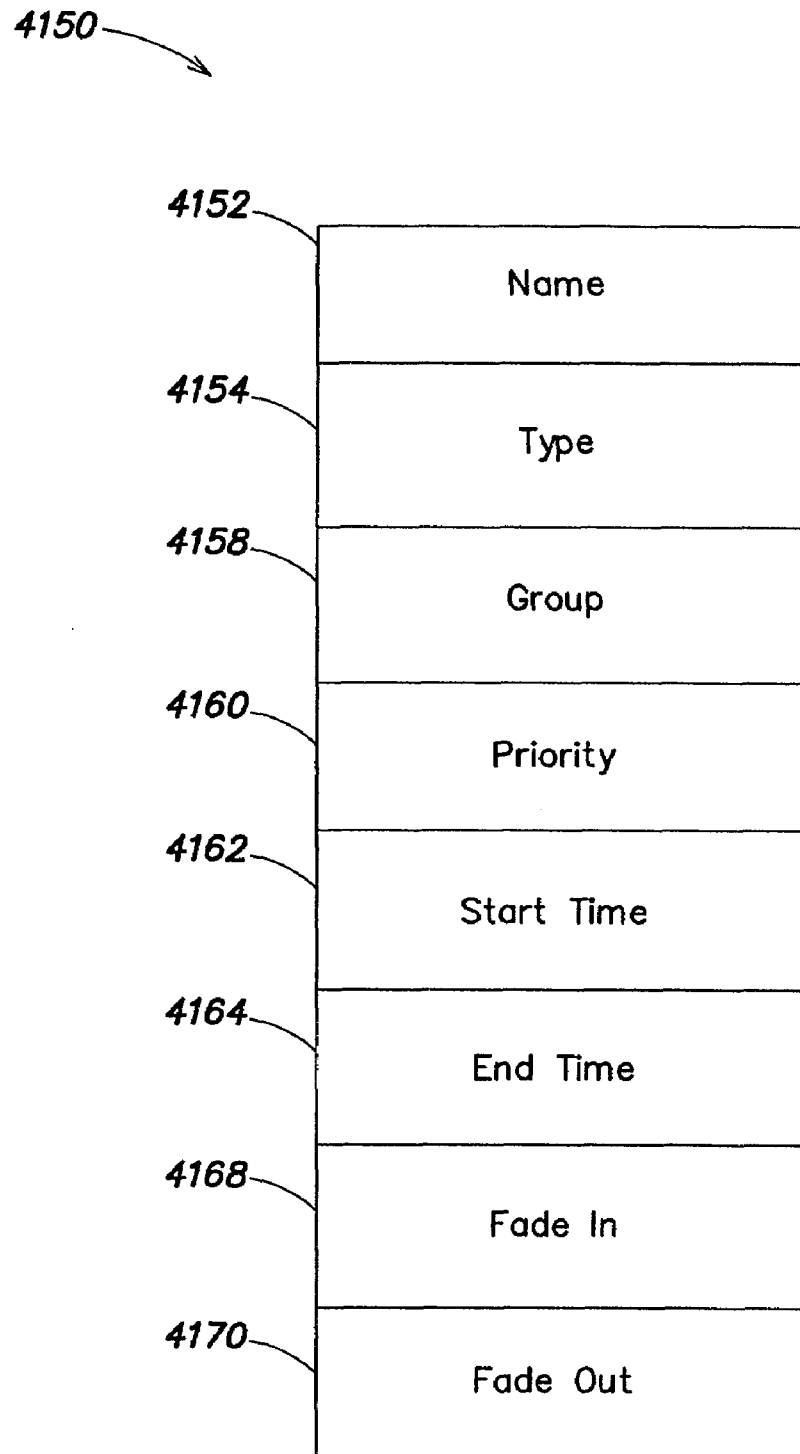 4150
4152
Name
4154
Type
4158
Group
4160
Priority
4162
Start Time
4164
End Time
4168
Fade In
4170
Fade Out